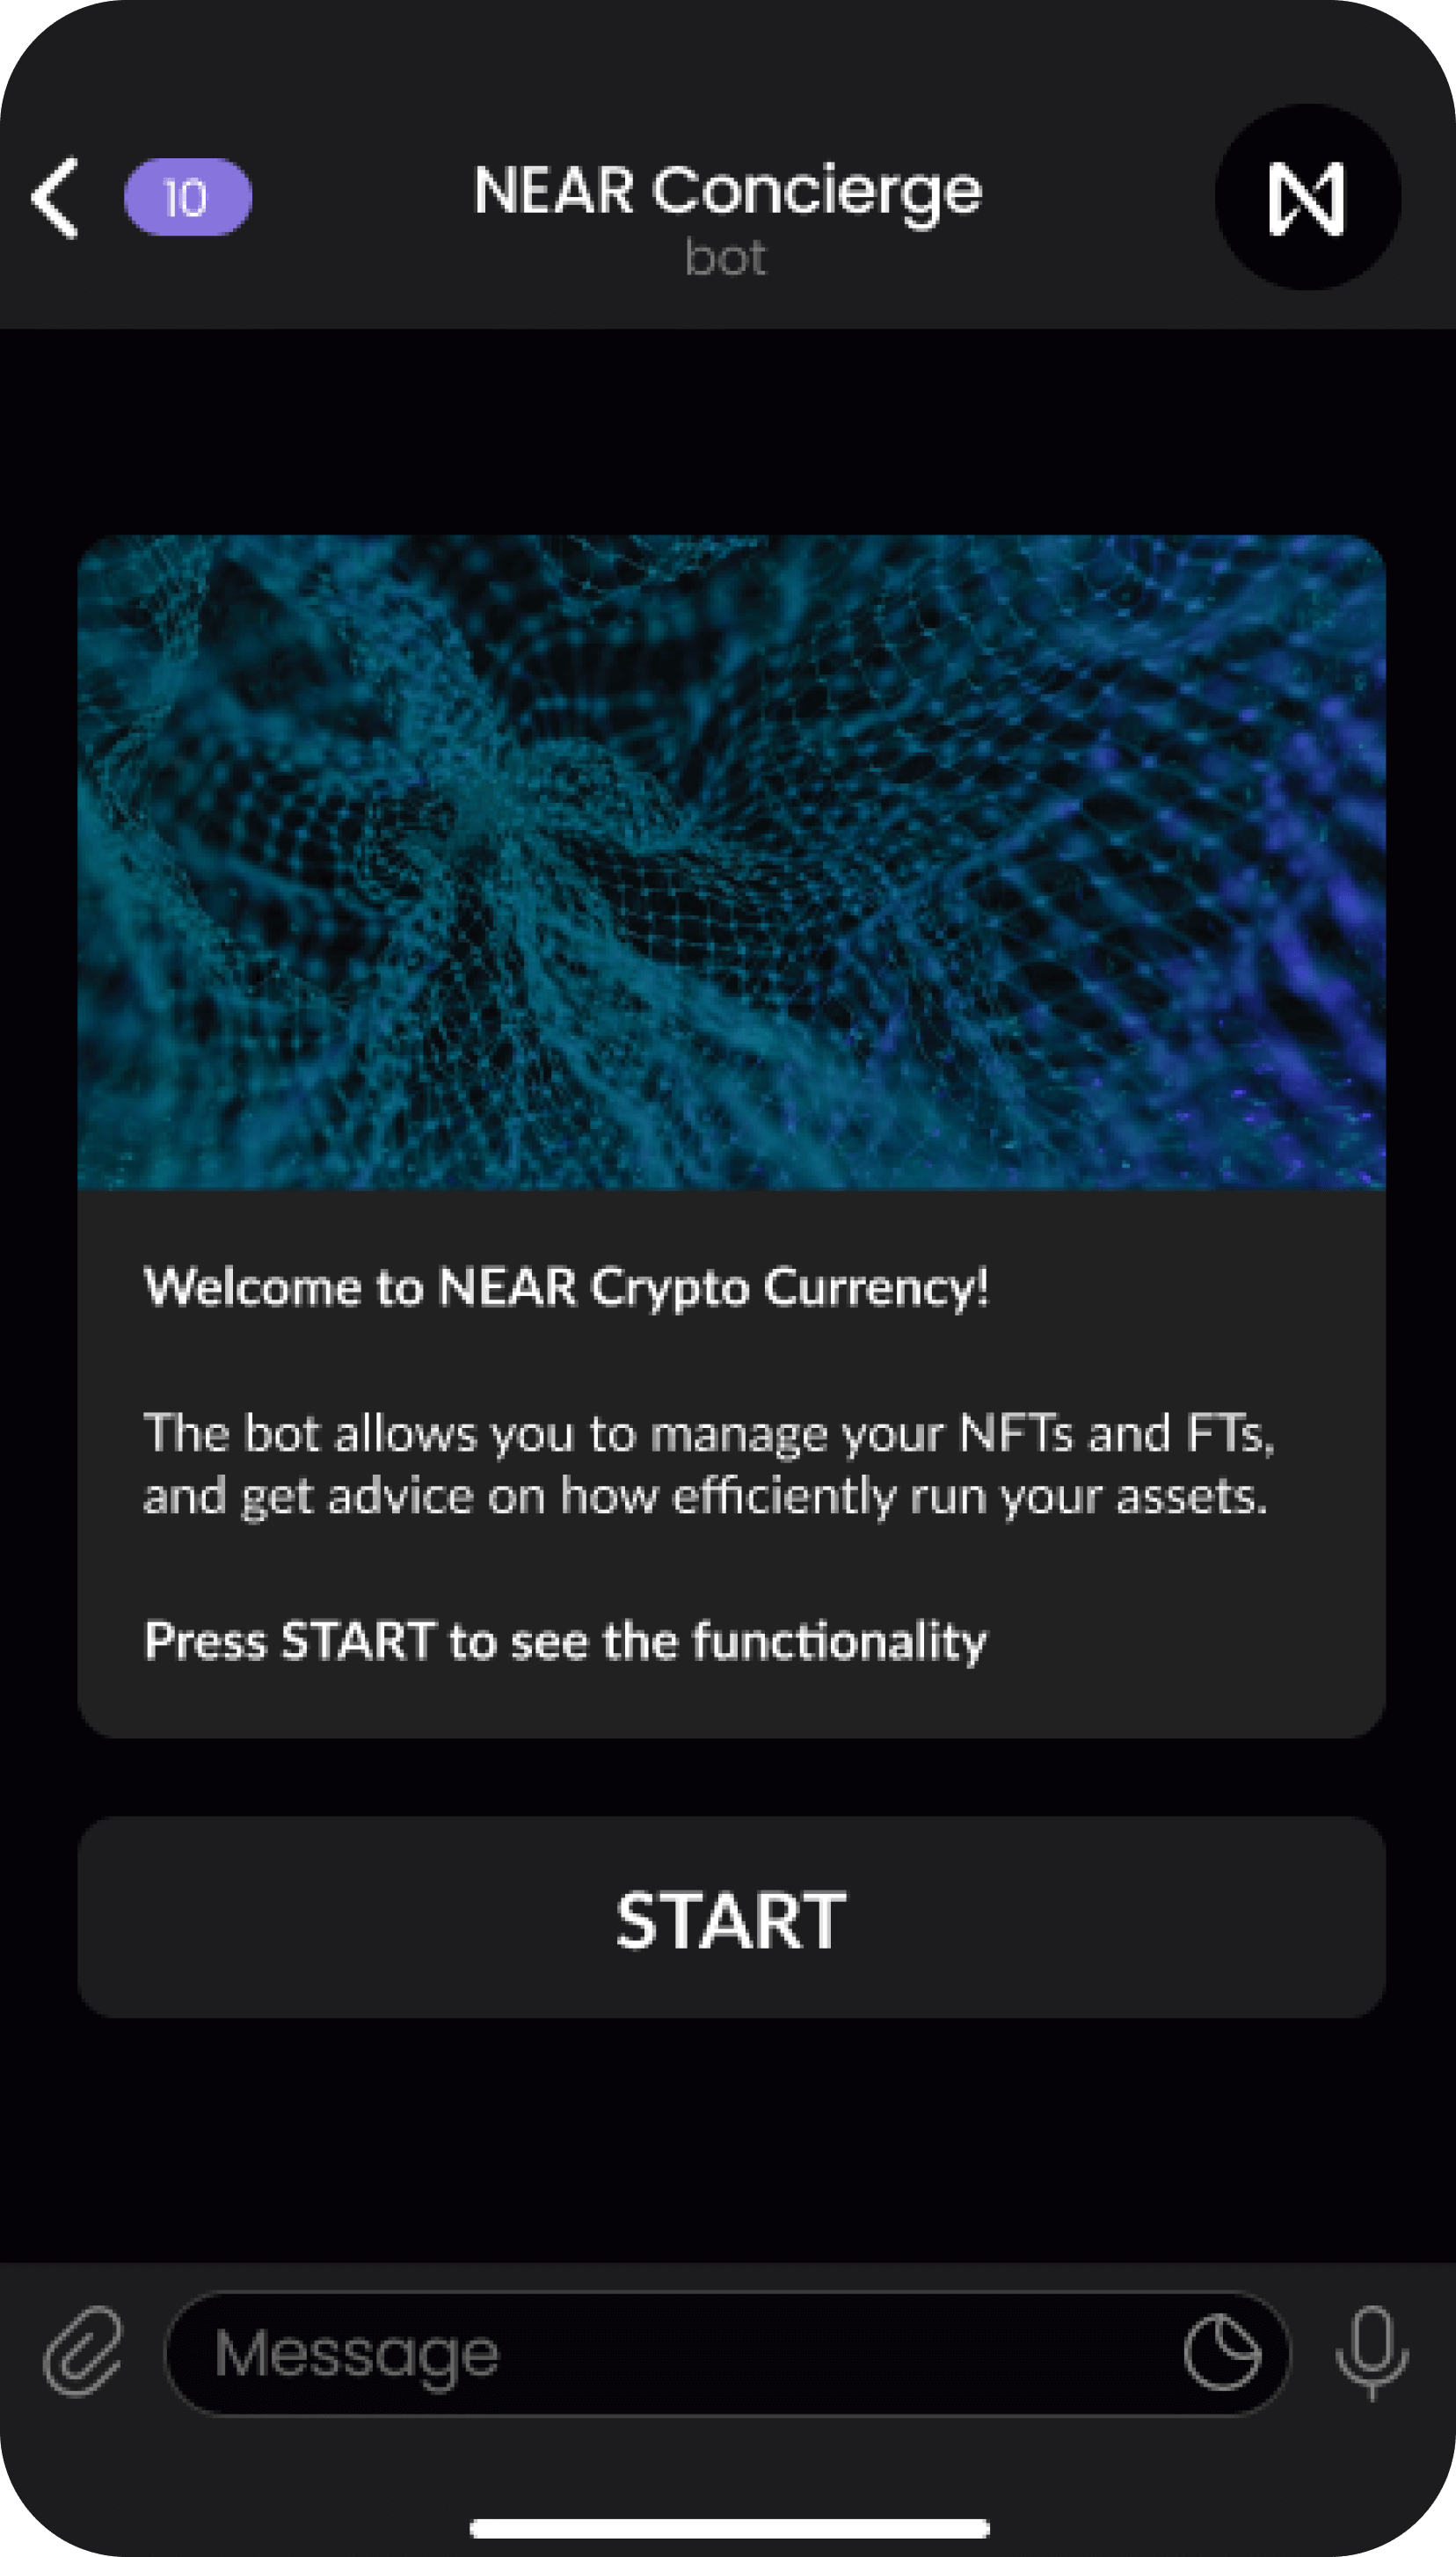 10
NEAR Concierge
bot
Welcome to NEAR Crypto Currency!
The bot allows you to manage your NFTs and FTs,
and get advice on how efficiently run your assets.
Press START to see the functionality
START
Message